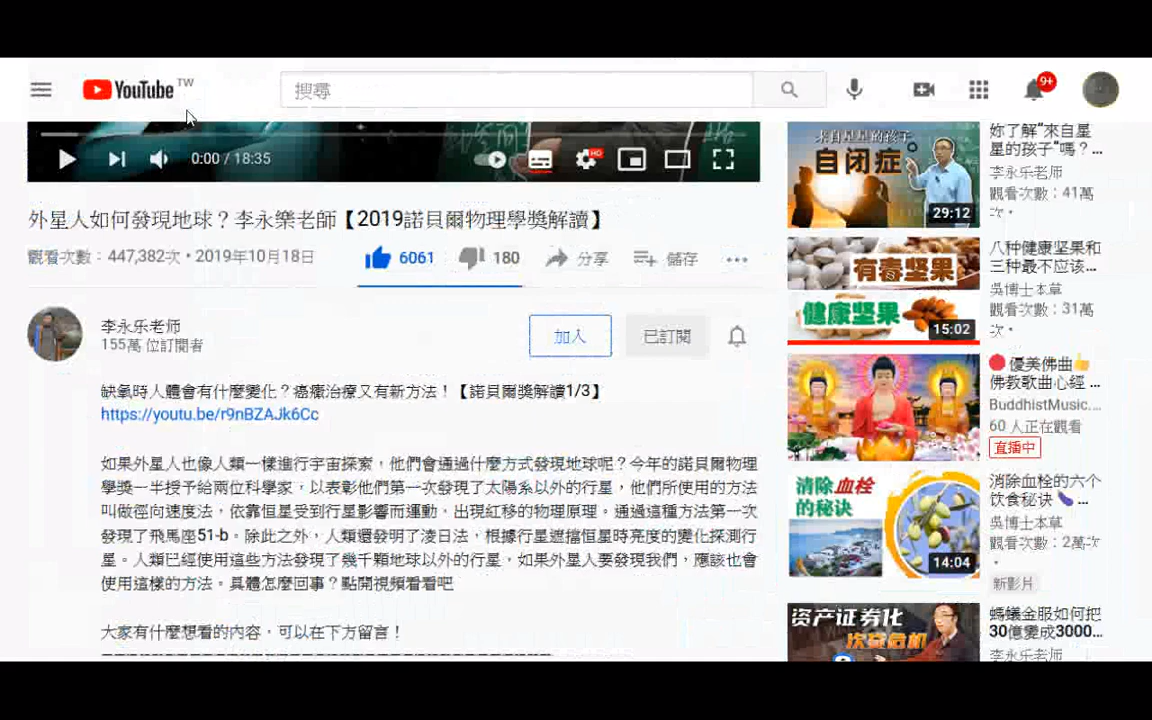 YouTube TW
搜尋
9+
0:00 / 18:35
HD
外星人如何發現地球？李永樂老師【2019諾貝爾物理學獎解讀】
觀看次數：447,382次 • 2019年10月18日
6061
180
分享
儲存
李永乐老师
155萬 位訂閱者
加入
已訂閱
缺氧時人體會有什麼變化？癌癥治療又有新方法！【諾貝爾獎解讀1/3】
https://youtu.be/r9nBZAJk6Cc
如果外星人也像人類一樣進行宇宙探索，他們會通過什麼方式發現地球呢？今年的諾貝爾物理
學獎一半授予給兩位科學家，以表彰他們第一次發現了太陽系以外的行星，他們所使用的方法
叫做徑向速度法，依靠恒星受到行星影響而運動，出現紅移的物理原理。通過這種方法第一次
發現了飛馬座51-b。除此之外，人類還發明了淩日法，根據行星遮擋恒星時亮度的變化探測行
星。人類已經使用這些方法發現了幾千顆地球以外的行星，如果外星人要發現我們，應該也會
使用這樣的方法。具體怎麼回事？點開視頻看看吧
大家有什麼想看的內容，可以在下方留言！
来自星星的孩子
自闭症
29:12
妳了解“來自星
星的孩子”嗎？...
李永乐老师
觀看次數：41萬
次 •
有毒坚果
健康坚果
15:02
八种健康坚果和
三种最不应该...
吳博士本草
觀看次數：31萬
次 •
優美佛曲
佛教歌曲心經 ...
BuddhistMusic....
60 人正在觀看
直播中
清除血栓
的秘诀
14:04
消除血栓的六个
饮食秘诀 ...
吳博士本草
觀看次數：2萬次
•
新影片
资产证券化
次贷危机
螞蟻金服如何把
30億變成3000...
李永乐老师